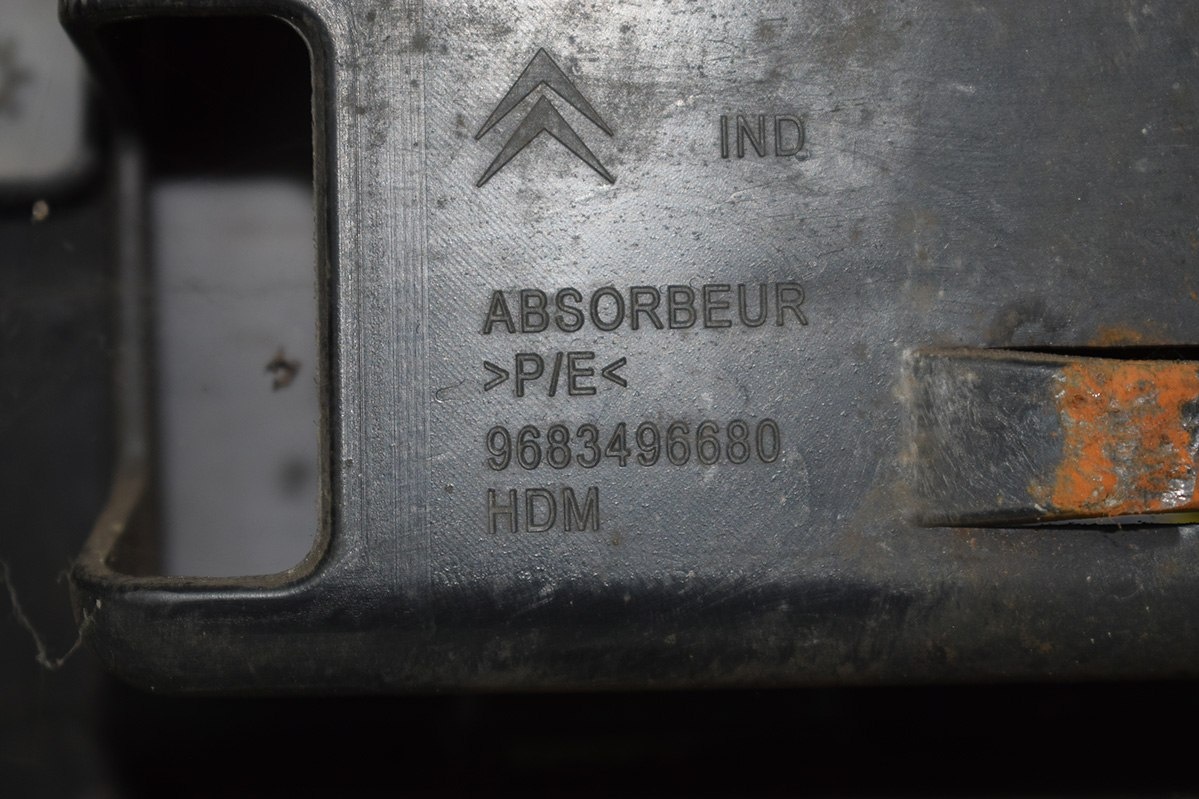 IND
ABSORBEUR
>P/E<
9683496680
HDM